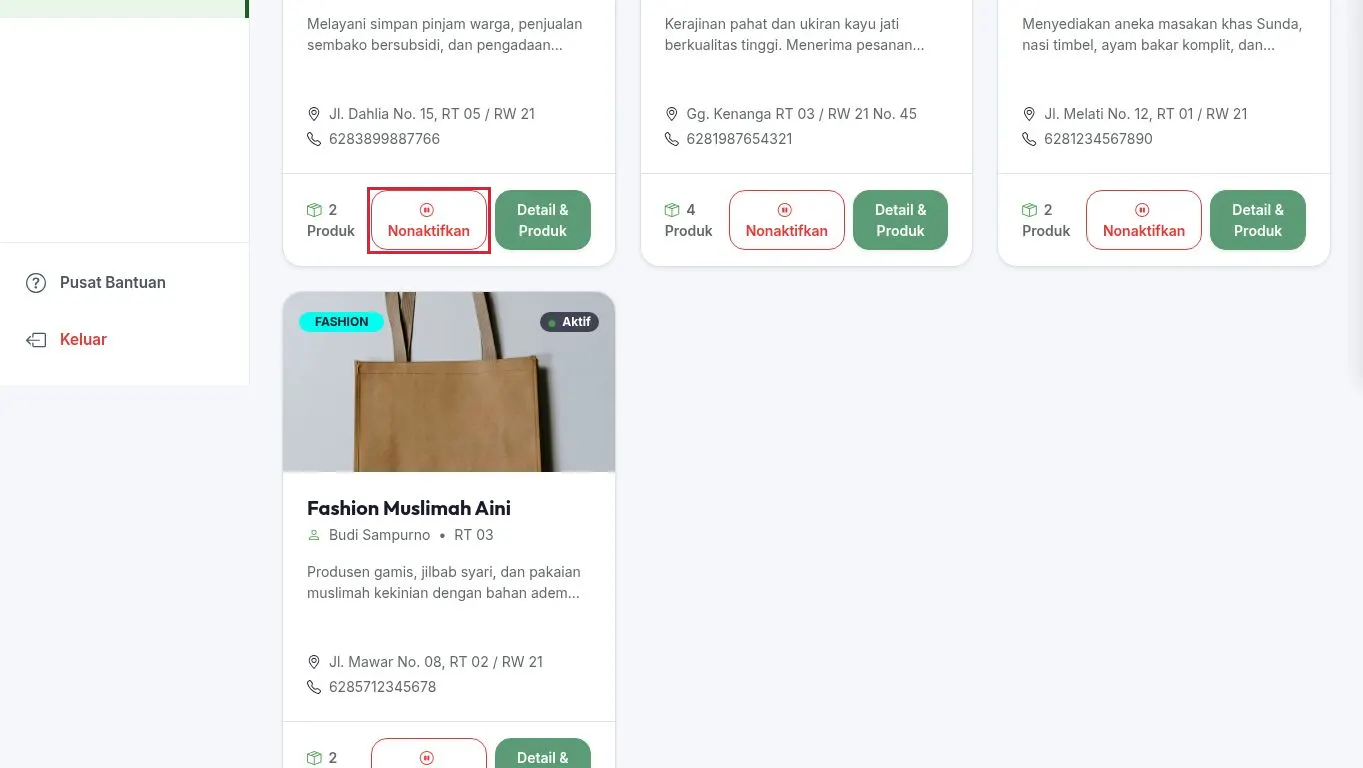 Melayani simpan pinjam warga, penjualan
sembako bersubsidi, dan pengadaan...
Jl. Dahlia No. 15, RT 05 / RW 21
6283899887766
2
Produk
Nonaktifkan
Detail &
Produk
Kerajinan pahat dan ukiran kayu jati
berkualitas tinggi. Menerima pesanan...
Gg. Kenanga RT 03 / RW 21 No. 45
6281987654321
4
Produk
Nonaktifkan
Detail &
Produk
Menyediakan aneka masakan khas Sunda,
nasi timbel, ayam bakar komplit, dan...
Jl. Melati No. 12, RT 01 / RW 21
6281234567890
2
Produk
Nonaktifkan
Detail &
Produk
Pusat Bantuan
Keluar
FASHION
Aktif
Fashion Muslimah Aini
Budi Sampurno • RT 03
Produsen gamis, jilbab syari, dan pakaian
muslimah kekinian dengan bahan adem...
Jl. Mawar No. 08, RT 02 / RW 21
6285712345678
2
Detail &